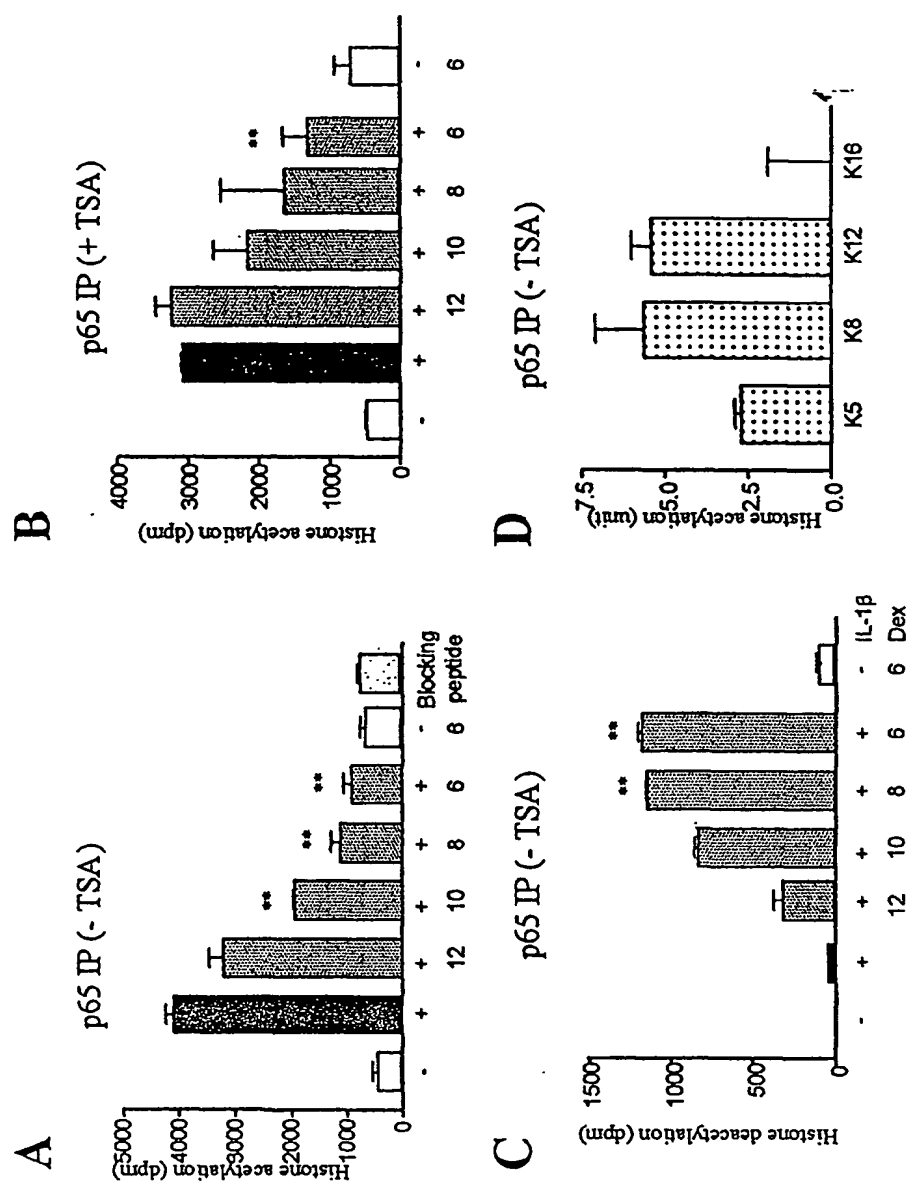 A
p65 IP (- TSA)
Histone acetylation (dpm)
5000
4000
3000
2000
1000
0
- + + + + + - Blocking
12 10 8 6 6 peptide
** ** **
B
p65 IP (+ TSA)
Histone acetylation (dpm)
4000
3000
2000
1000
0
- + + + + + -
12 10 8 6 6
**
C
p65 IP (- TSA)
Histone deacetylation (dpm)
1500
1000
500
0
- + + + + + - IL-1β
12 10 8 6 6 Dex
** **
D
p65 IP (- TSA)
Histone acetylation (unit)
7.5
5.0
2.5
0.0
K5 K8 K12 K16